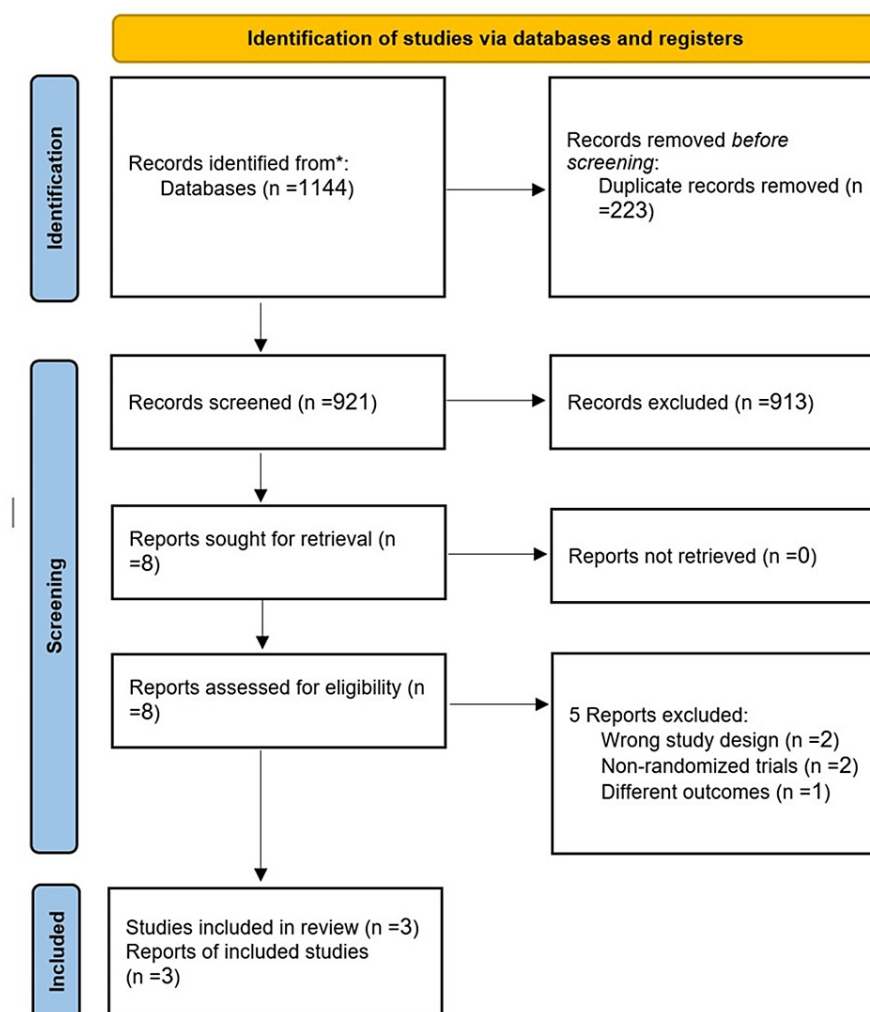 Identification of studies via databases and registers
Identification
Records identified from*:
Databases (n =1144)
Records removed before
screening:
Duplicate records removed (n
=223)
Screening
Records screened (n =921)
Records excluded (n =913)
Reports sought for retrieval (n
=8)
Reports not retrieved (n =0)
Reports assessed for eligibility (n
=8)
5 Reports excluded:
Wrong study design (n =2)
Non-randomized trials (n =2)
Different outcomes (n =1)
Included
Studies included in review (n =3)
Reports of included studies
(n =3)